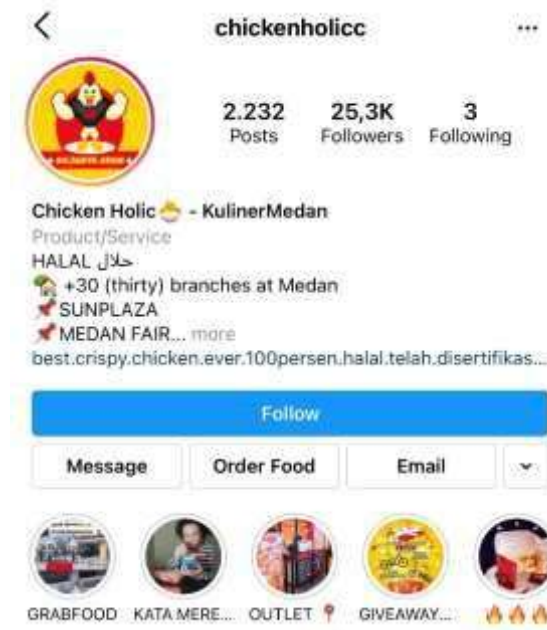 chickenholicc
2.232 25,3K 3
Posts Followers Following
Chicken Holic🐣 - KulinerMedan
Product/Service
HALAL حلال
🏡 +30 (thirty) branches at Medan
📌SUNPLAZA
📌MEDAN FAIR... more
best.crispy.chicken.ever.100persen.halal.telah.disertifikas...
Follow
Message Order Food Email
GRABFOOD KATA MERE... OUTLET 📍 GIVEAWAY... 🔥🔥🔥